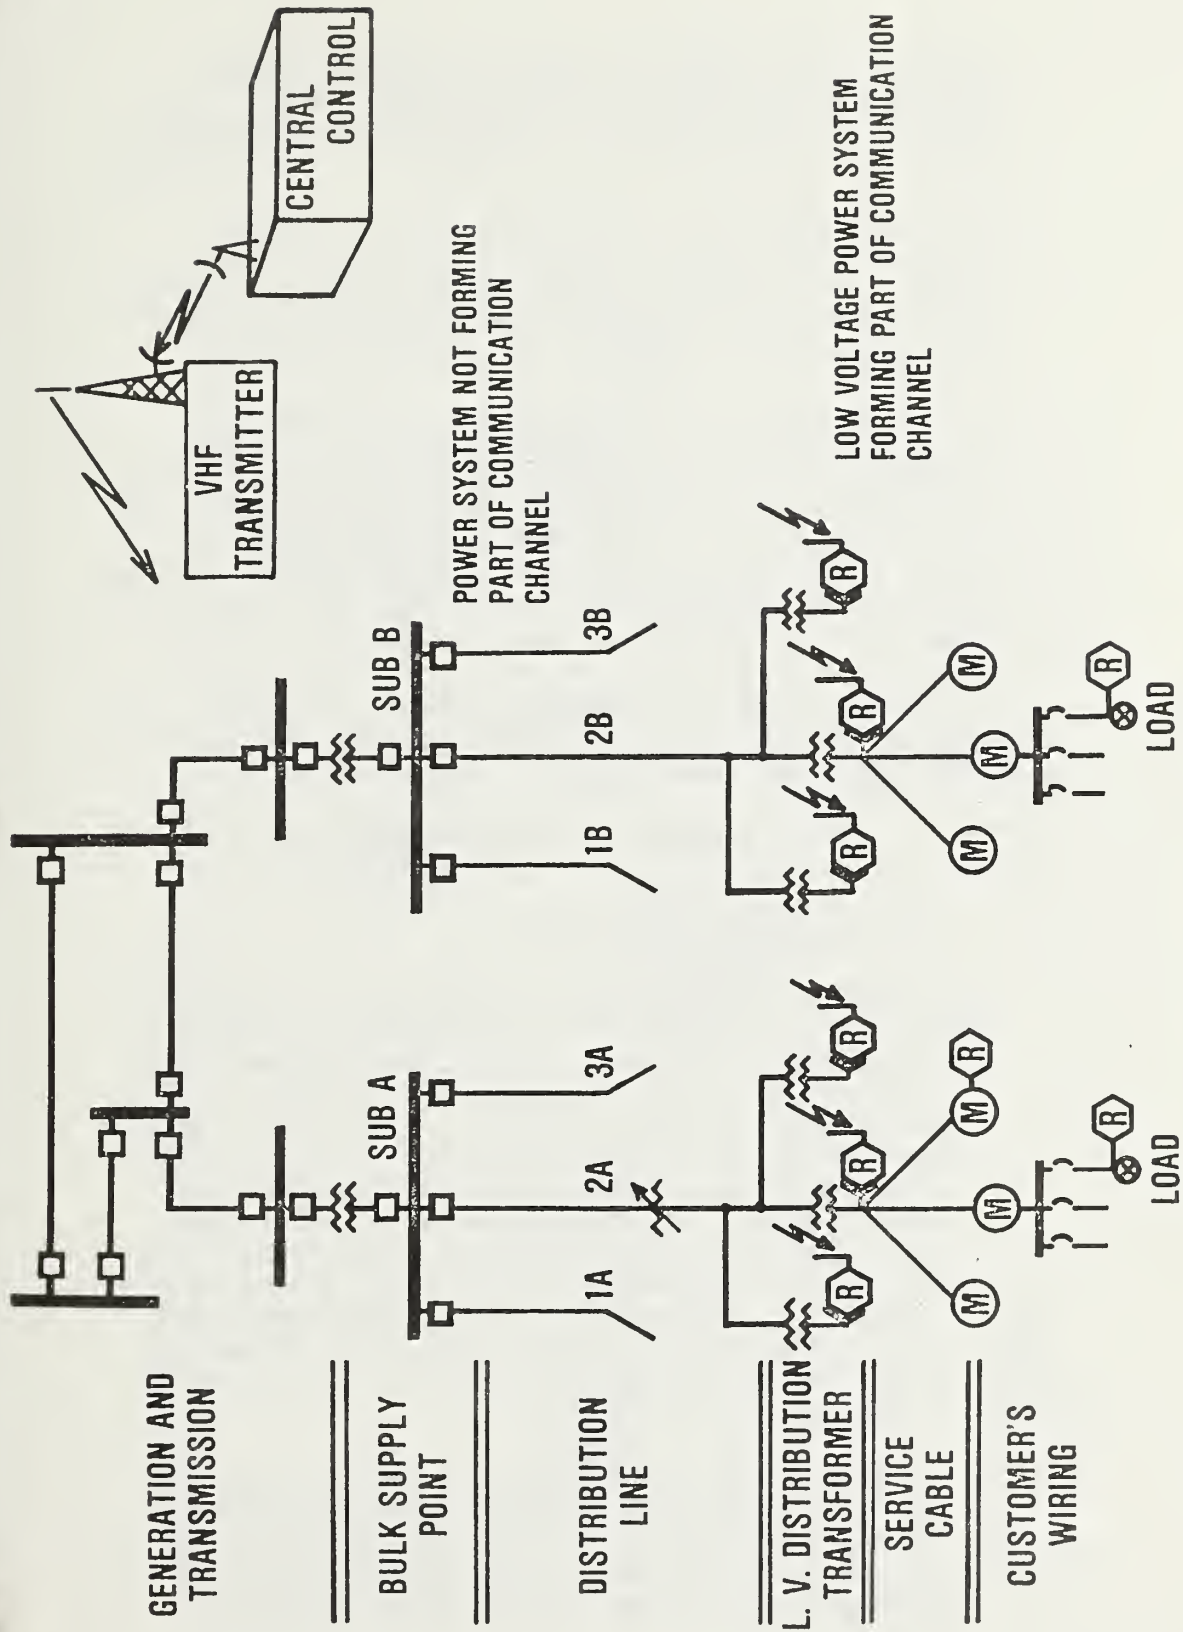 GENERATION AND
TRANSMISSION
BULK SUPPLY
POINT
DISTRIBUTION
LINE
L. V. DISTRIBUTION
TRANSFORMER
SERVICE
CABLE
CUSTOMER'S
WIRING
SUB A
1A
2A
3A
R
R
R
M
M
M
R
R
LOAD
SUB B
1B
2B
3B
R
R
R
M
M
M
R
LOAD
VHF
TRANSMITTER
CENTRAL
CONTROL
POWER SYSTEM NOT FORMING
PART OF COMMUNICATION
CHANNEL
LOW VOLTAGE POWER SYSTEM
FORMING PART OF COMMUNICATION
CHANNEL